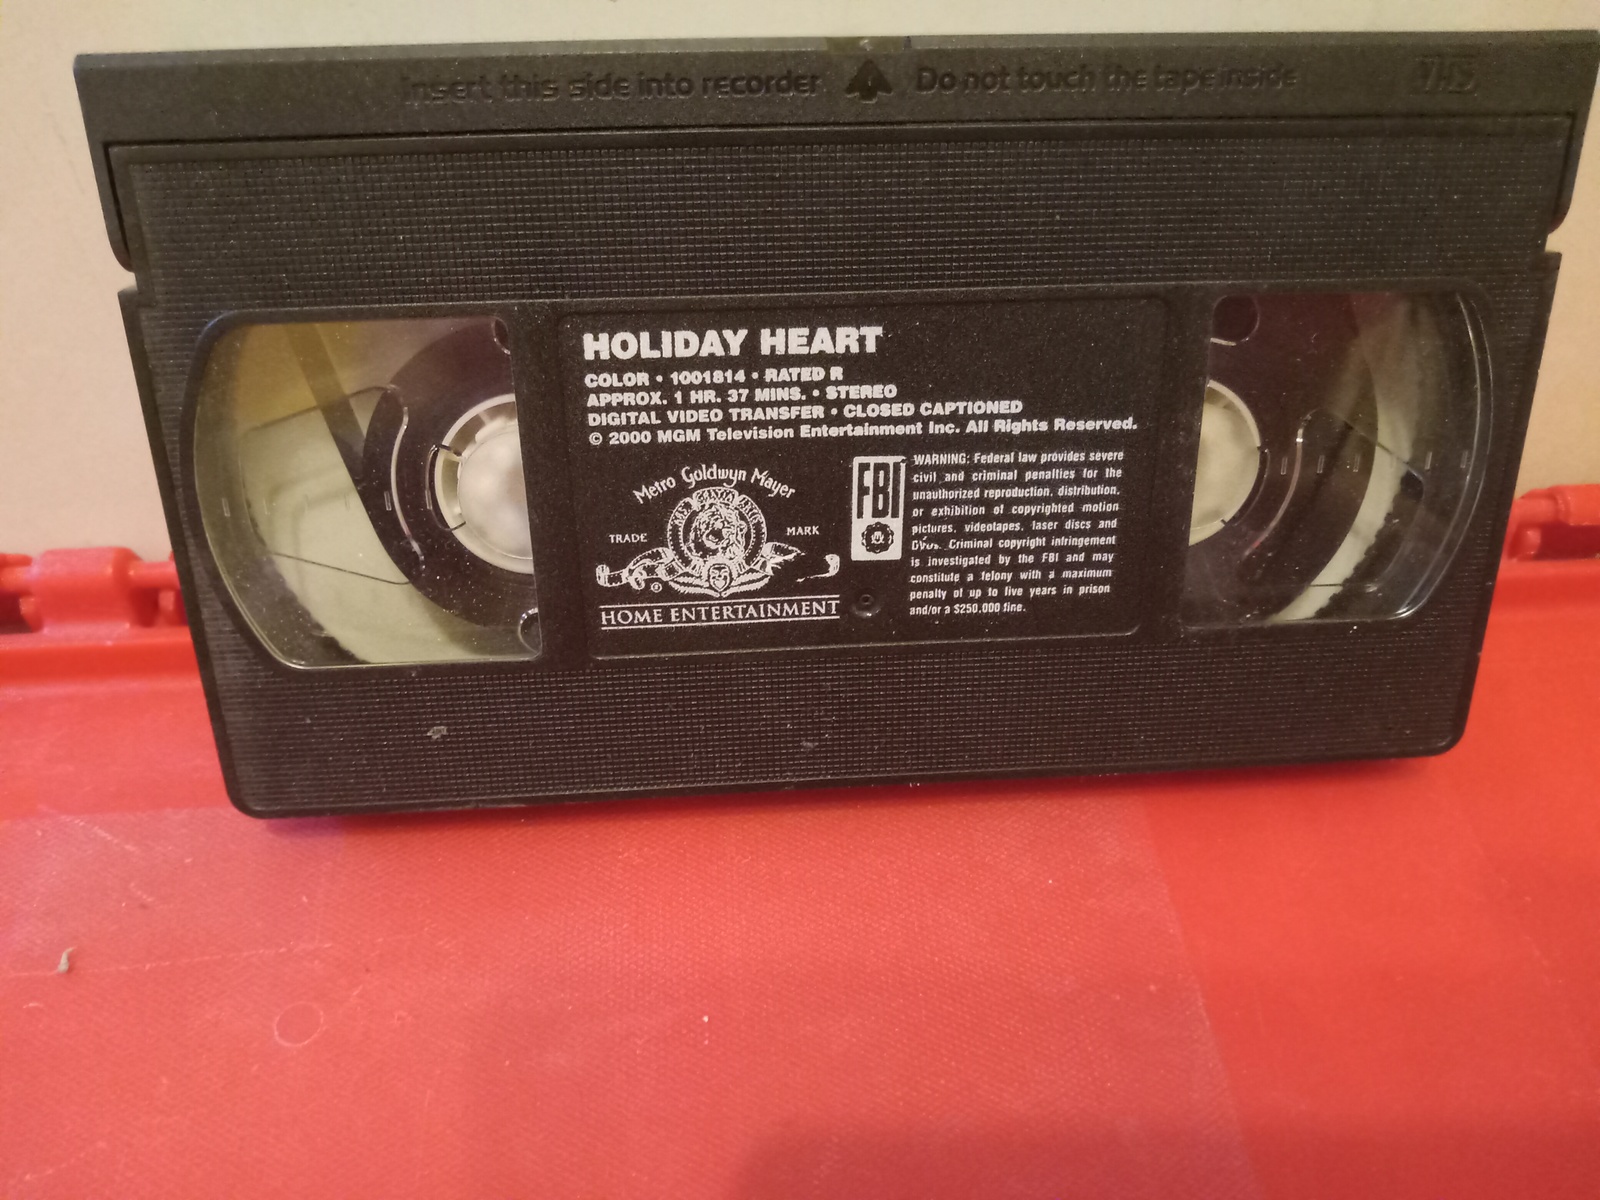 Insert this side into recorder Do not touch the tape inside VHS
HOLIDAY HEART
COLOR • 1001814 • RATED R
APPROX. 1 HR. 37 MINS. • STEREO
DIGITAL VIDEO TRANSFER • CLOSED CAPTIONED
© 2000 MGM Television Entertainment Inc. All Rights Reserved.
Metro Goldwyn Mayer
TRADE MARK
®
HOME ENTERTAINMENT
FBI
WARNING: Federal law provides severe
civil and criminal penalties for the
unauthorized reproduction, distribution,
or exhibition of copyrighted motion
pictures, videotapes, laser discs and
DVDs. Criminal copyright infringement
is investigated by the FBI and may
constitute a felony with a maximum
penalty of up to five years in prison
and/or a $250,000 fine.